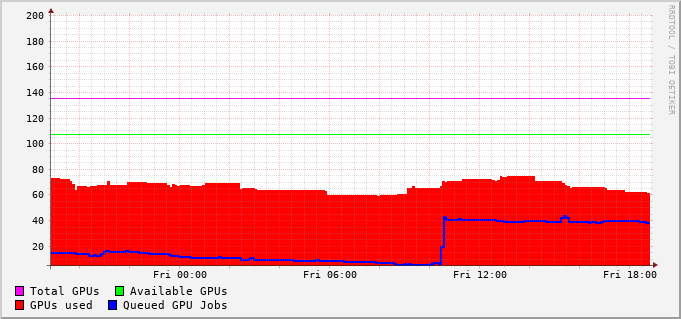 200
180
160
140
120
100
80
60
40
20
Fri 00:00 Fri 06:00 Fri 12:00 Fri 18:00
Total GPUs Available GPUs
GPUs used Queued GPU Jobs
RRDTOOL / TOBI OETIKER